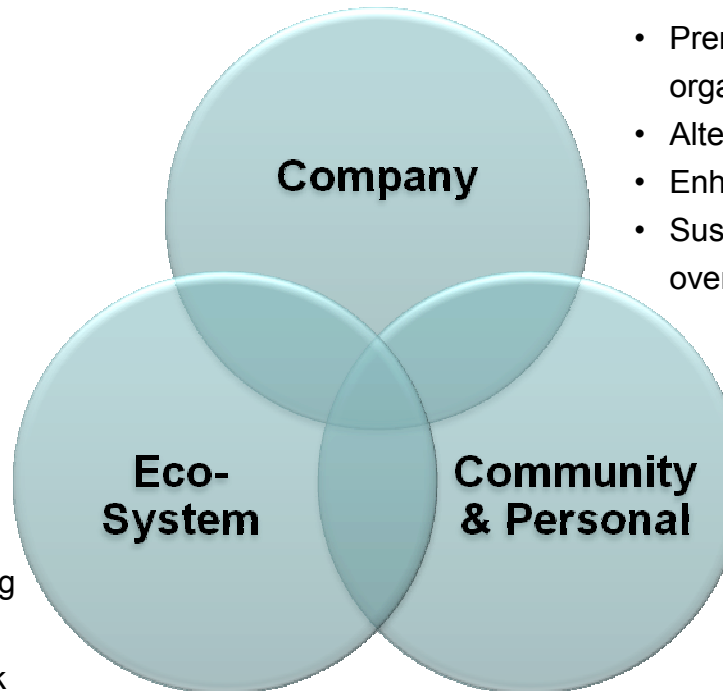 Company
Eco-
System
Community
& Personal
•
•
• 
•